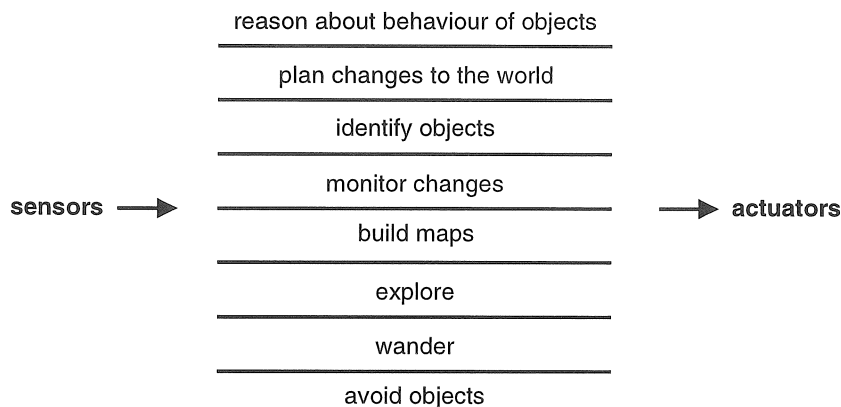 reason about behaviour of objects
plan changes to the world
identify objects
monitor changes
sensors
actuators
build maps
explore
wander
avoid objects